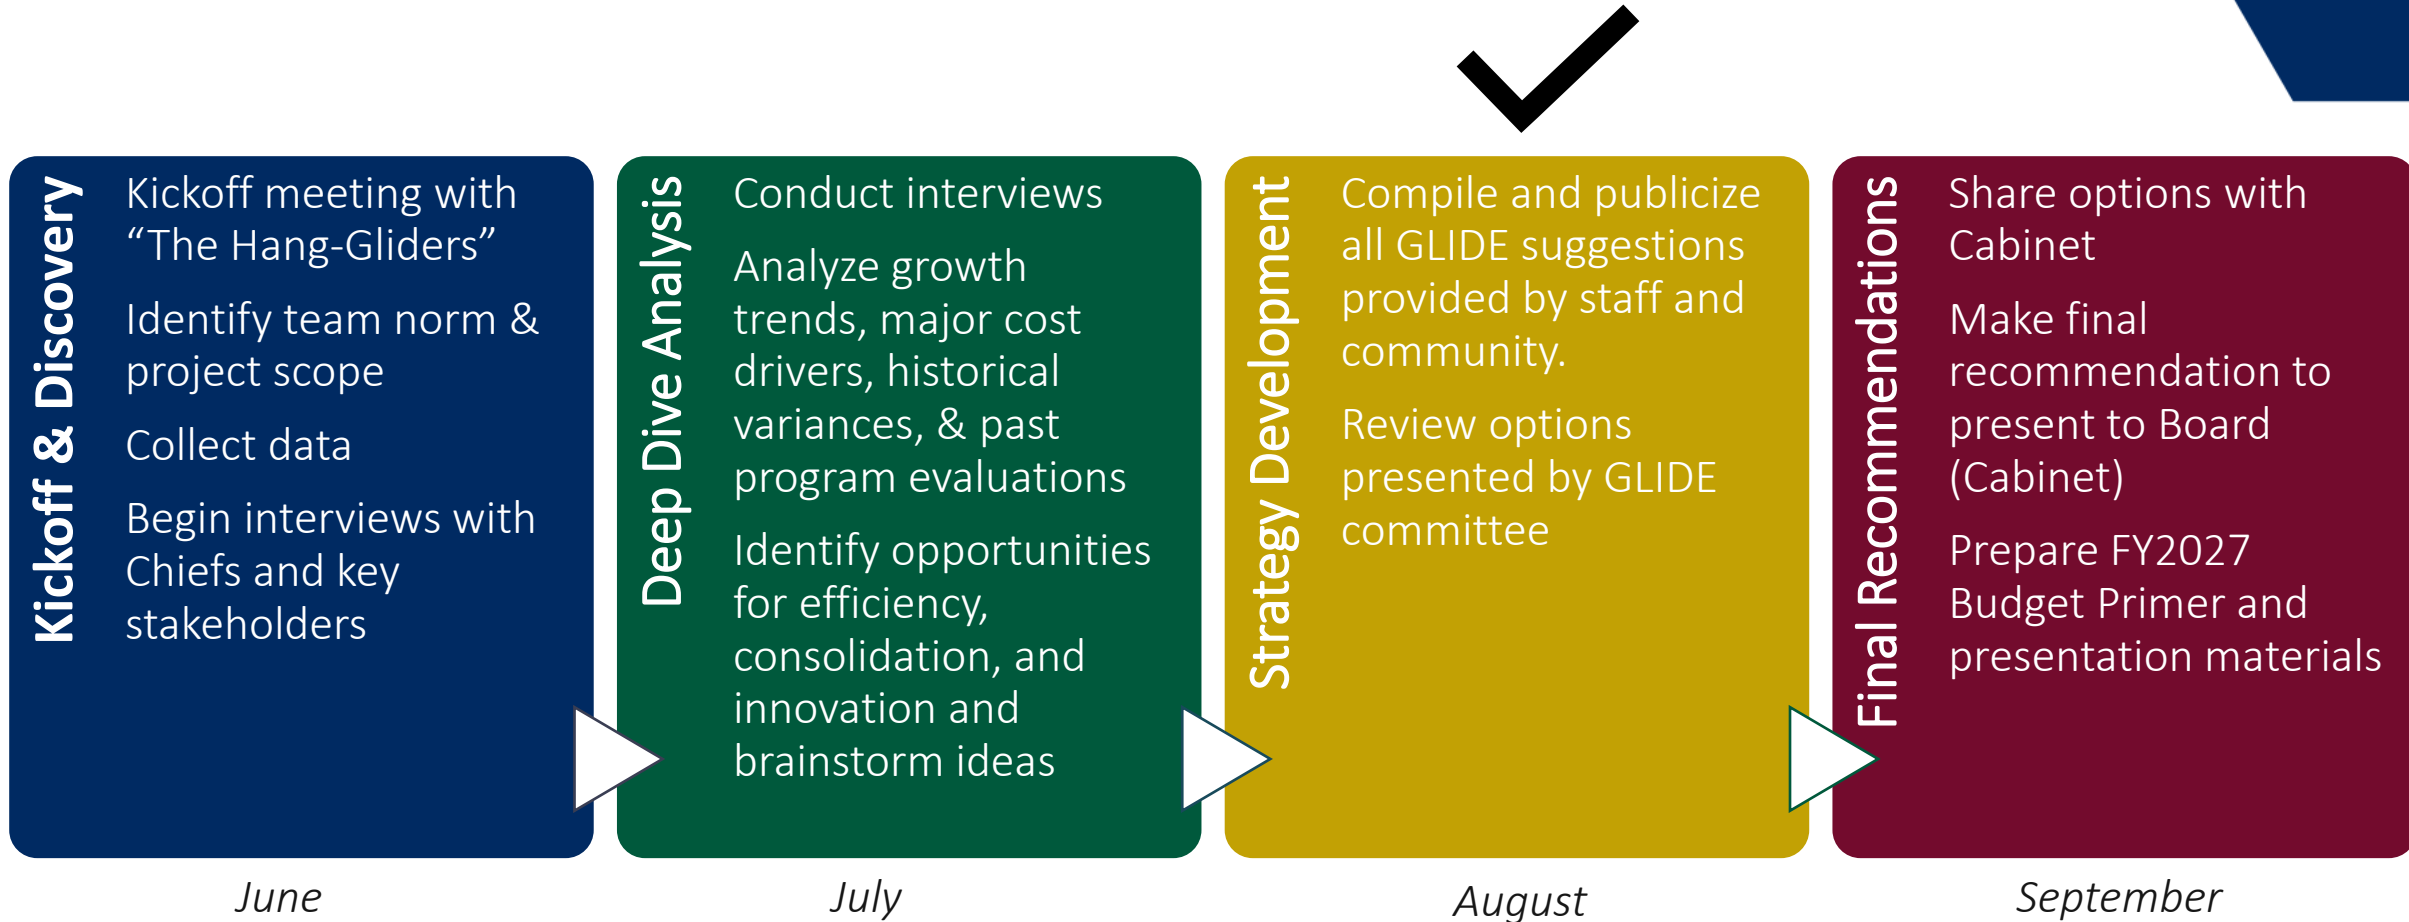 Kickoff & Discovery
Kickoff meeting with
“The Hang-Gliders”
Identify team norm &
project scope
Collect data
Begin interviews with
Chiefs and key
stakeholders
June
Deep Dive Analysis
Conduct interviews
Analyze growth
trends, major cost
drivers, historical
variances, & past
program evaluations
Identify opportunities
for efficiency,
consolidation, and
innovation and
brainstorm ideas
July
Strategy Development
Compile and publicize
all GLIDE suggestions
provided by staff and
community.
Review options
presented by GLIDE
committee
August
Final Recommendations
Share options with
Cabinet
Make final
recommendation to
present to Board
(Cabinet)
Prepare FY2027
Budget Primer and
presentation materials
September